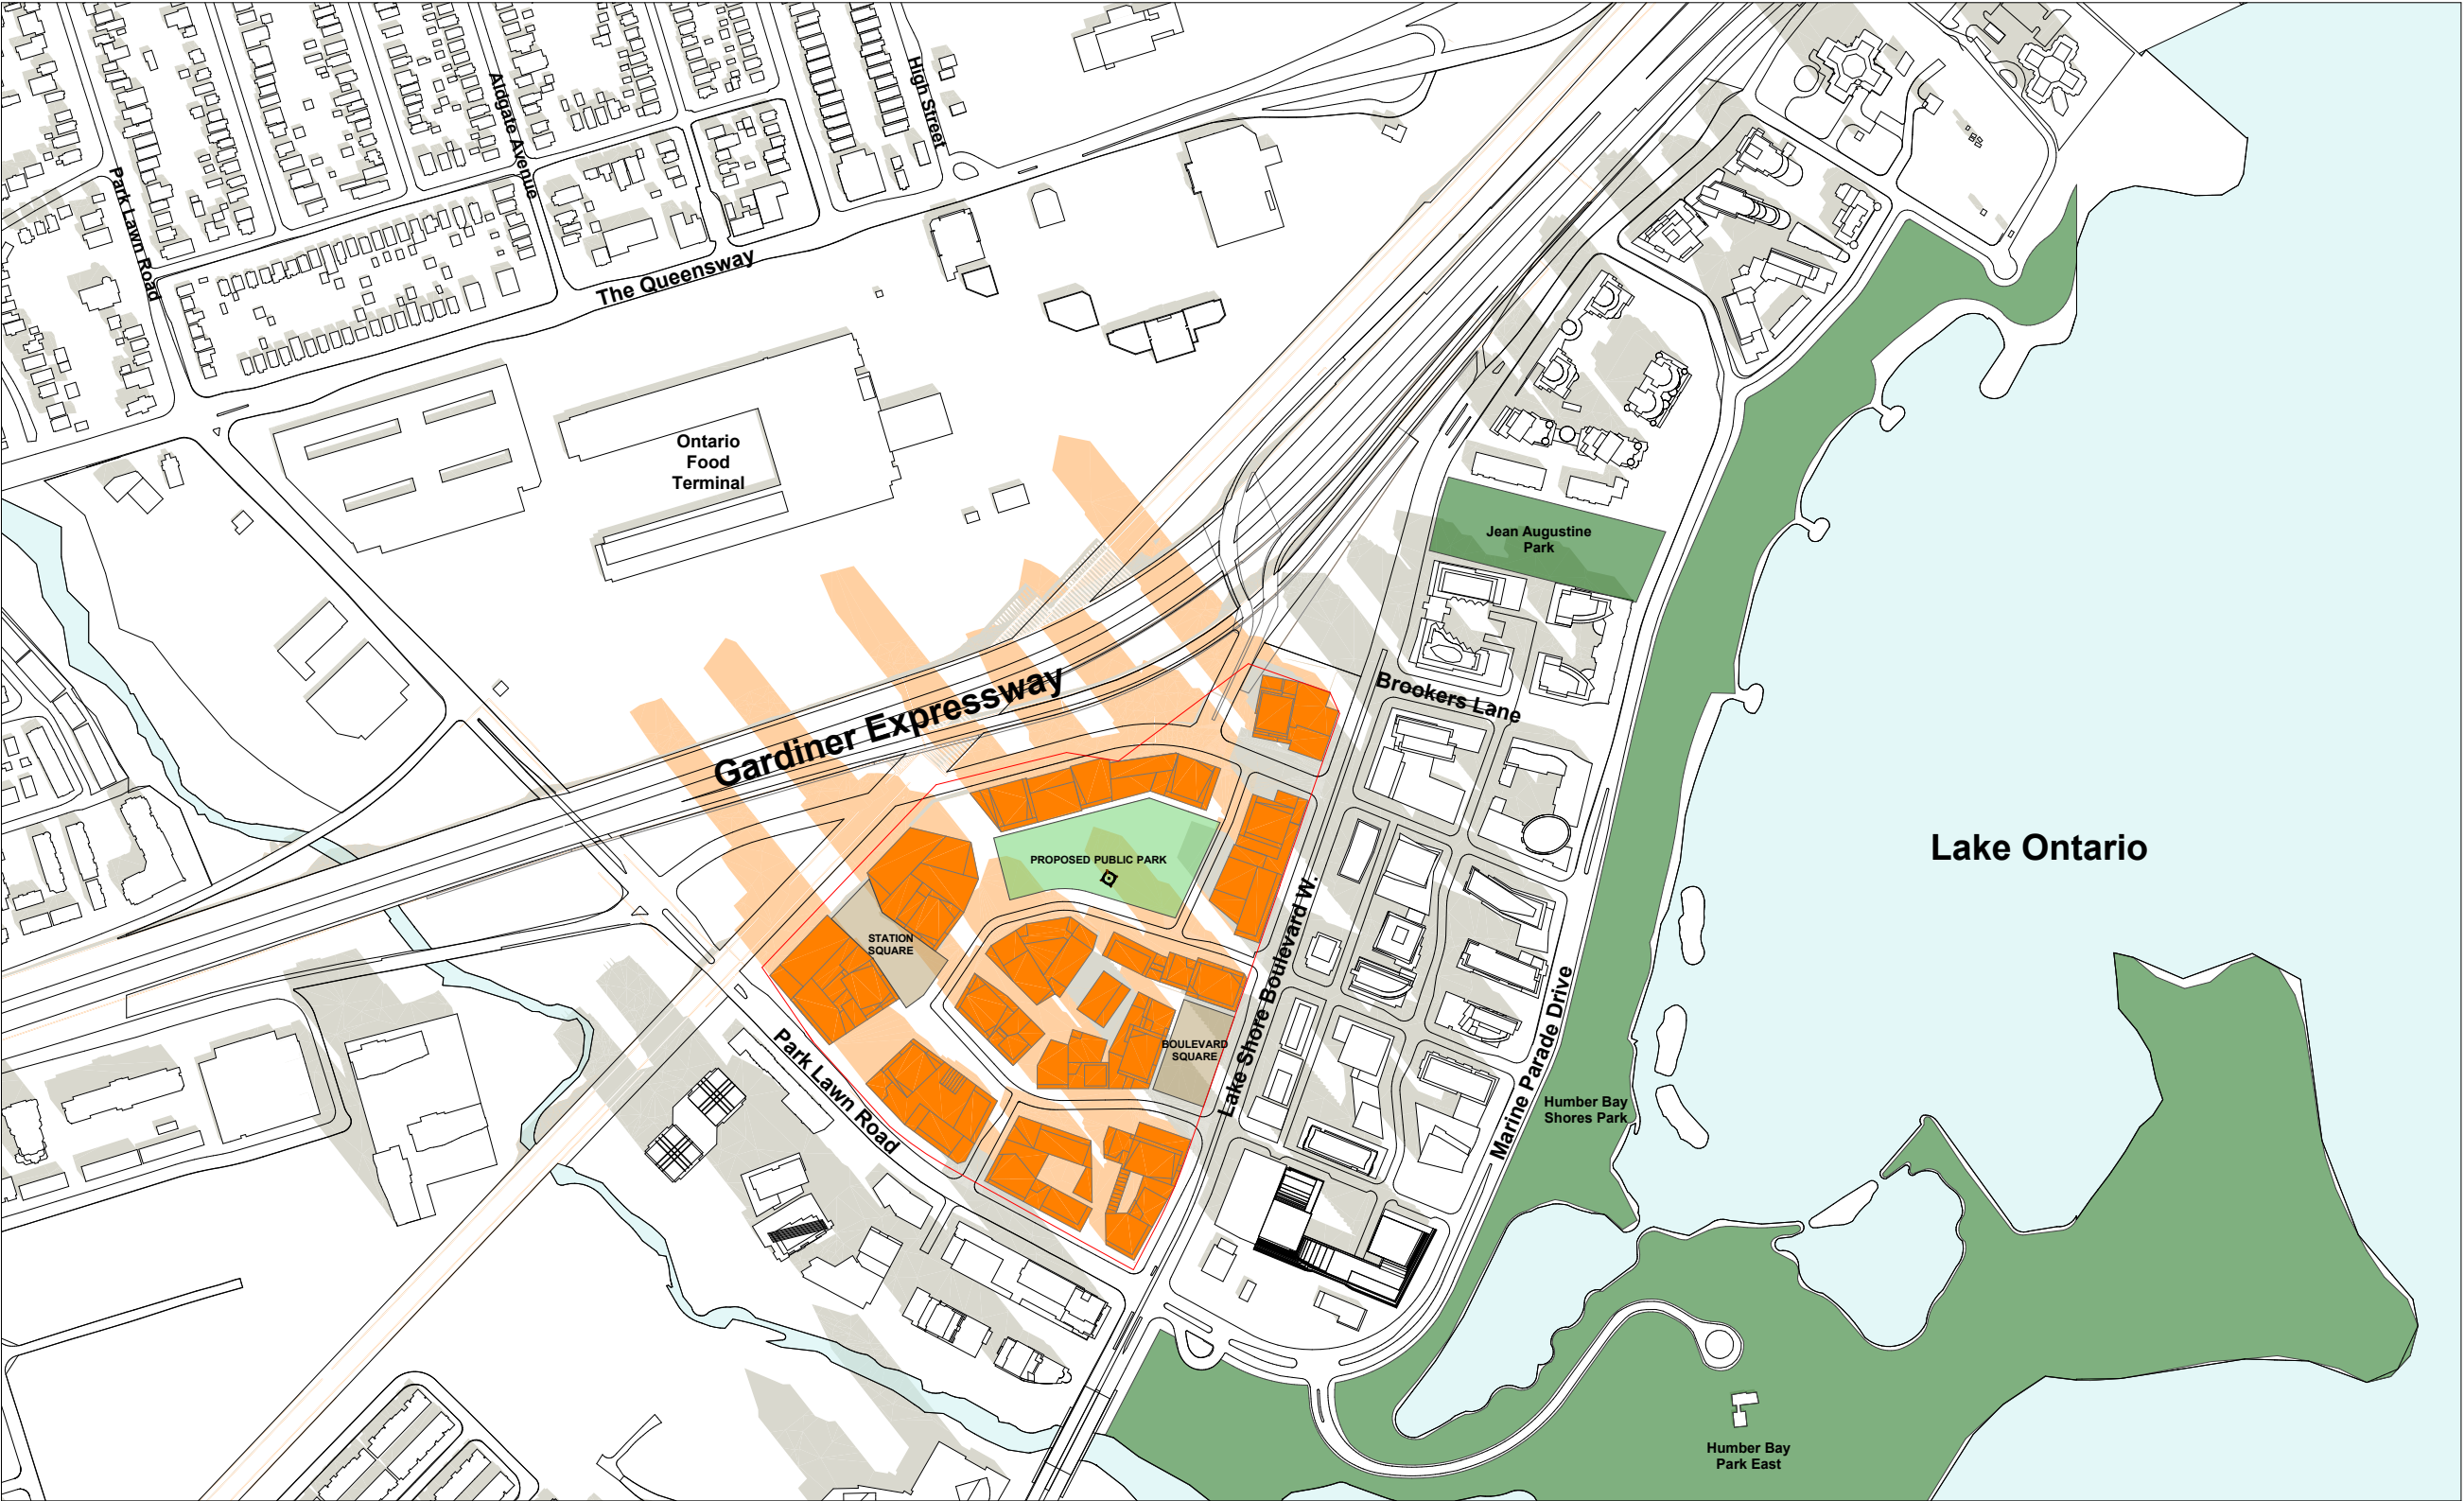 High Street
Aldgate Avenue
Park Lawn Road
The Queensway
Ontario
Food
Terminal
Jean Augustine
Park
Gardiner Expressway
Brookers Lane
Lake Ontario
PROPOSED PUBLIC PARK
STATION
SQUARE
Lake Shore Boulevard W.
BOULEVARD
SQUARE
Park Lawn Road
Marine Parade Drive
Humber Bay
Shores Park
Humber Bay
Park East